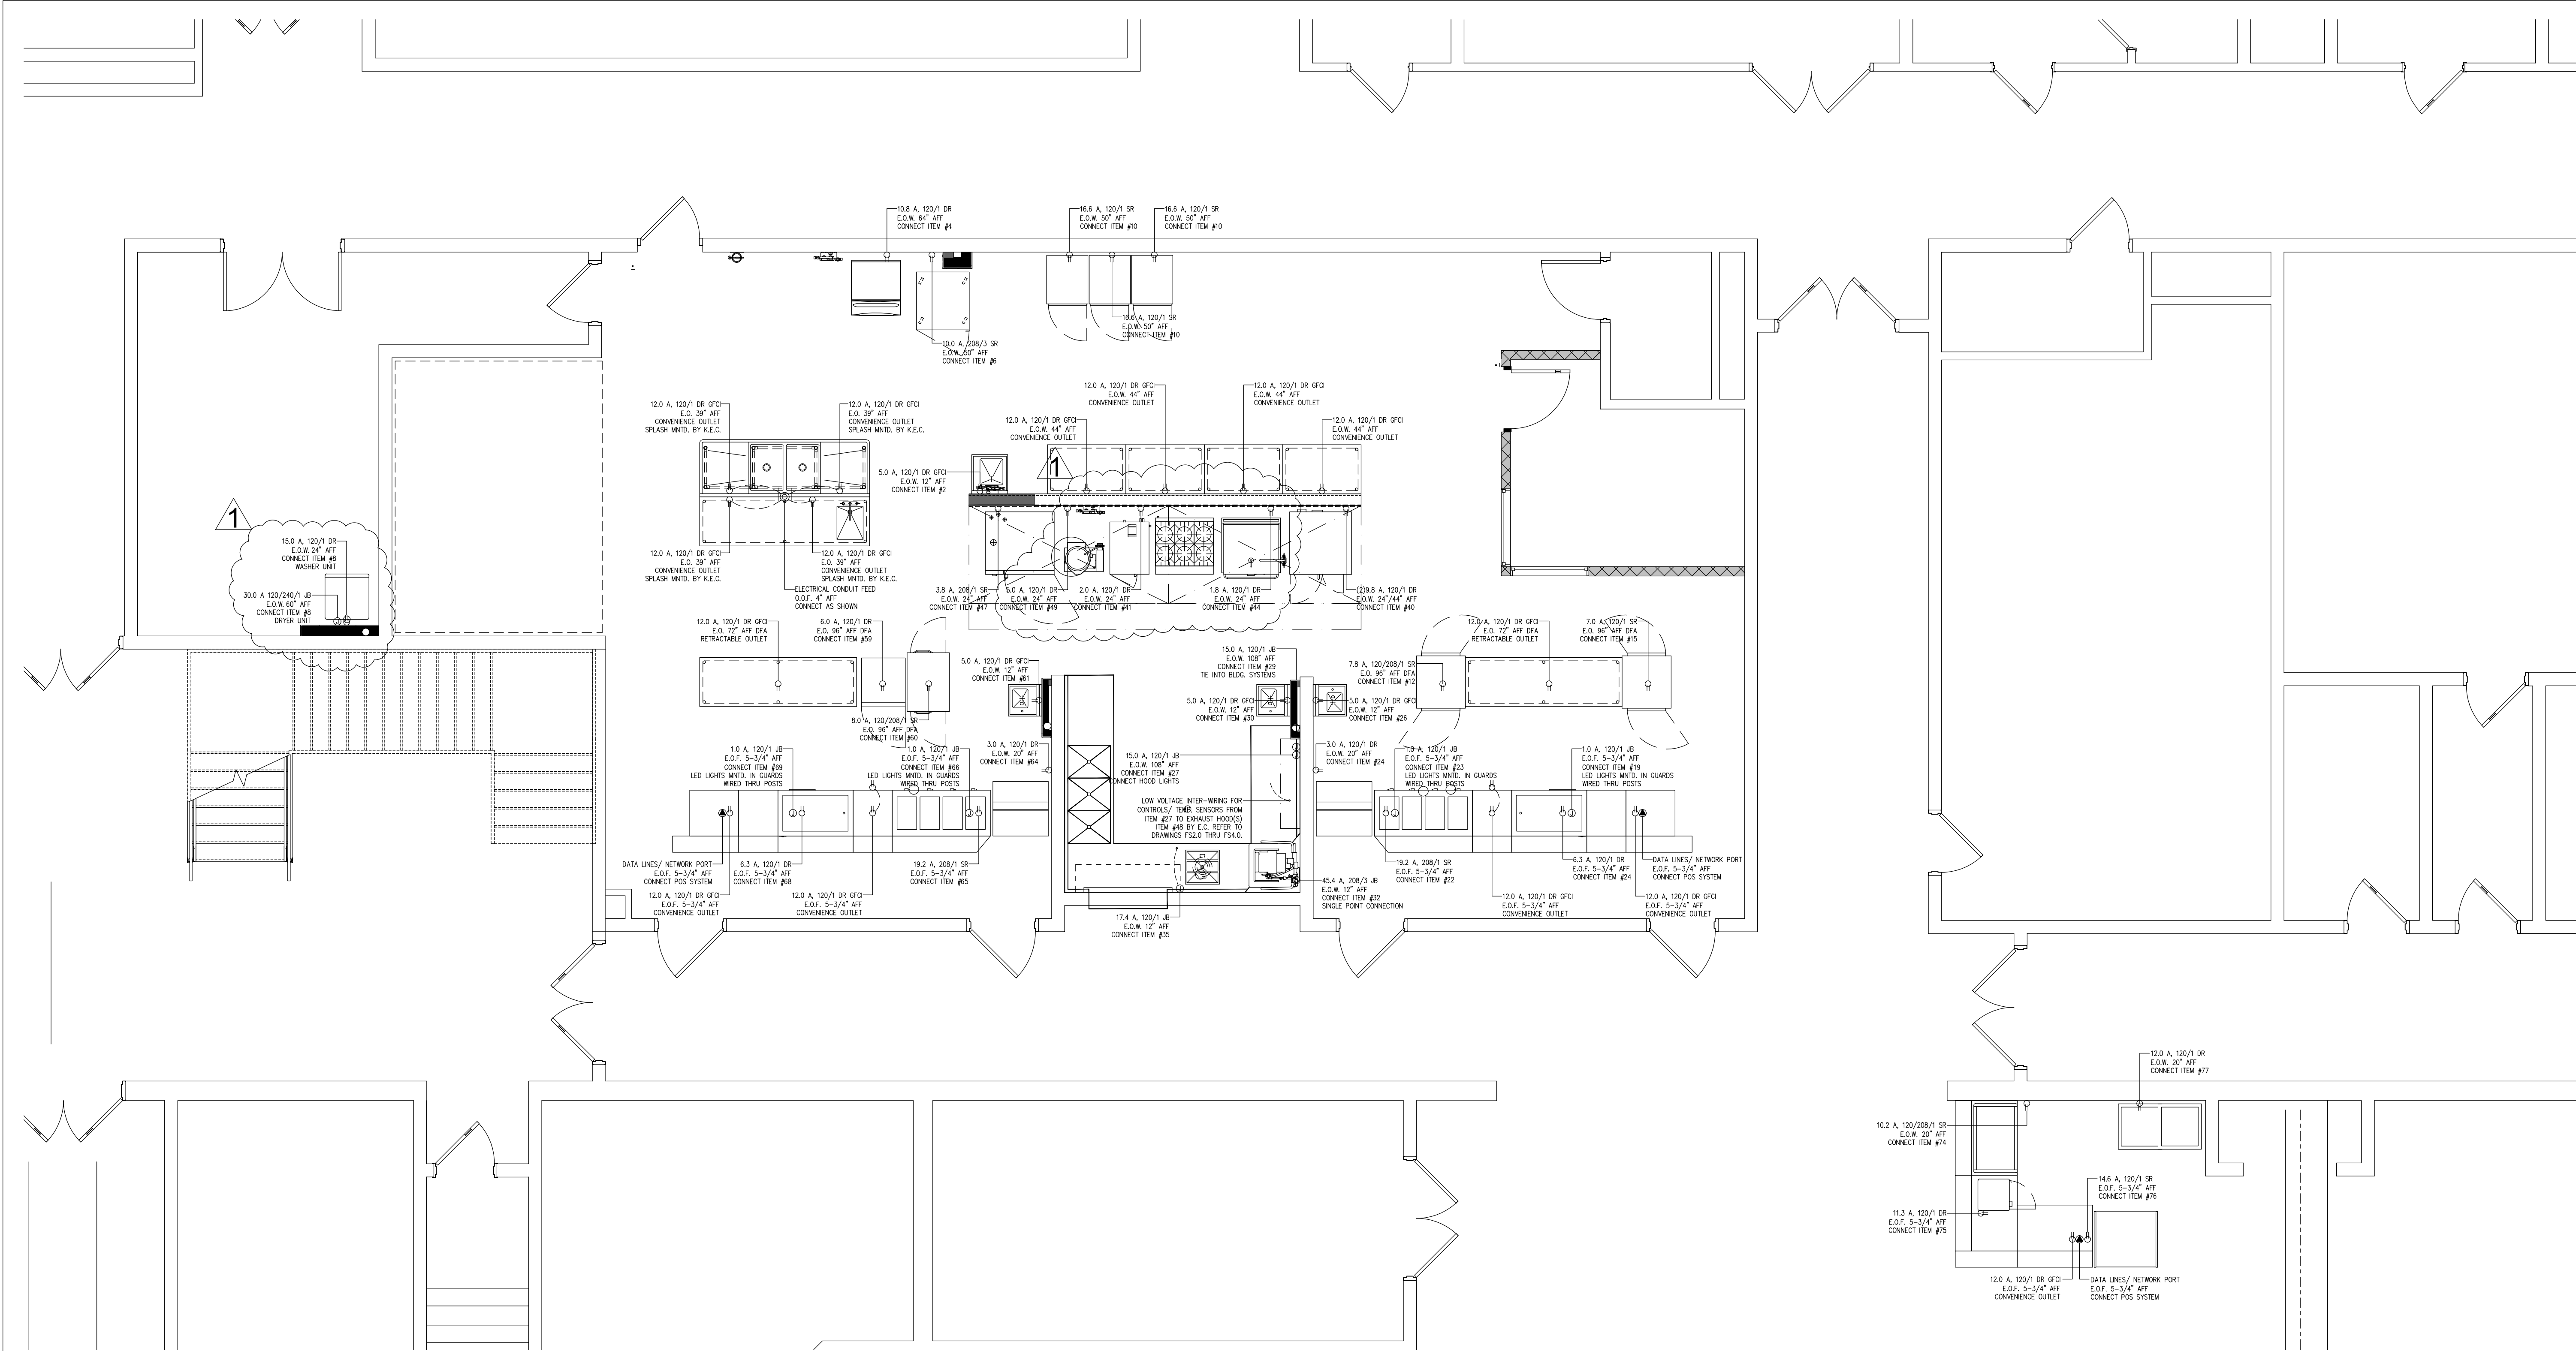 10.8 A, 120/1 DR
E.O.W. 64" AFF
CONNECT ITEM #4
16.6 A, 120/1 SR
E.O.W. 50" AFF
CONNECT ITEM #10
16.6 A, 120/1 SR
E.O.W. 50" AFF
CONNECT ITEM #10
16.6 A, 120/1 SR
E.O.W. 50" AFF
CONNECT ITEM #10
10.0 A, 208/3 SR
E.O.W. 50" AFF
CONNECT ITEM #6
12.0 A, 120/1 DR GFCI
E.O. 39" AFF
CONVENIENCE OUTLET
SPLASH MNTD. BY K.E.C.
12.0 A, 120/1 DR GFCI
E.O. 39" AFF
CONVENIENCE OUTLET
SPLASH MNTD. BY K.E.C.
12.0 A, 120/1 DR GFCI
E.O.W. 44" AFF
CONVENIENCE OUTLET
12.0 A, 120/1 DR GFCI
E.O.W. 44" AFF
CONVENIENCE OUTLET
12.0 A, 120/1 DR GFCI
E.O.W. 44" AFF
CONVENIENCE OUTLET
12.0 A, 120/1 DR GFCI
E.O.W. 44" AFF
CONVENIENCE OUTLET
5.0 A, 120/1 DR GFCI
E.O.W. 12" AFF
CONNECT ITEM #2
1
1
15.0 A, 120/1 DR
E.O.W. 24" AFF
CONNECT ITEM #8
WASHER UNIT
30.0 A 120/240/1 JB
E.O.W. 60" AFF
CONNECT ITEM #8
DRYER UNIT
12.0 A, 120/1 DR GFCI
E.O. 39" AFF
CONVENIENCE OUTLET
SPLASH MNTD. BY K.E.C.
12.0 A, 120/1 DR GFCI
E.O. 39" AFF
CONVENIENCE OUTLET
SPLASH MNTD. BY K.E.C.
ELECTRICAL CONDUIT FEED
O.O.F. 4" AFF
CONNECT AS SHOWN
3.8 A, 208/1 SR
E.O.W. 24" AFF
CONNECT ITEM #47
5.0 A, 120/1 DR
E.O.W. 24" AFF
CONNECT ITEM #49
2.0 A, 120/1 DR
E.O.W. 24" AFF
CONNECT ITEM #41
1.8 A, 120/1 DR
E.O.W. 24" AFF
CONNECT ITEM #44
(2)9.8 A, 120/1 DR
E.O.W. 24"/44" AFF
CONNECT ITEM #40
12.0 A, 120/1 DR GFCI
E.O. 72" AFF DFA
RETRACTABLE OUTLET
6.0 A, 120/1 DR
E.O. 96" AFF DFA
CONNECT ITEM #59
12.0 A, 120/1 DR GFCI
E.O. 72" AFF DFA
RETRACTABLE OUTLET
7.0 A, 120/1 SR
E.O. 96" AFF DFA
CONNECT ITEM #15
5.0 A, 120/1 DR GFCI
E.O.W. 12" AFF
CONNECT ITEM #61
15.0 A, 120/1 JB
E.O.W. 108" AFF
CONNECT ITEM #29
TIE INTO BLDG. SYSTEMS
7.8 A, 120/208/1 SR
E.O. 96" AFF DFA
CONNECT ITEM #12
5.0 A, 120/1 DR GFCI
E.O.W. 12" AFF
CONNECT ITEM #30
5.0 A, 120/1 DR GFCI
E.O.W. 12" AFF
CONNECT ITEM #26
8.0 A, 120/208/1 SR
E.O. 96" AFF DFA
CONNECT ITEM #60
1.0 A, 120/1 JB
E.O.F. 5-3/4" AFF
CONNECT ITEM #69
LED LIGHTS MNTD. IN GUARDS
WIRED THRU POSTS
1.0 A, 120/1 JB
E.O.F. 5-3/4" AFF
CONNECT ITEM #66
LED LIGHTS MNTD. IN GUARDS
WIRED THRU POSTS
3.0 A, 120/1 DR
E.O.W. 20" AFF
CONNECT ITEM #64
15.0 A, 120/1 JB
E.O.W. 108" AFF
CONNECT ITEM #27
CONNECT HOOD LIGHTS
3.0 A, 120/1 DR
E.O.W. 20" AFF
CONNECT ITEM #24
1.0 A, 120/1 JB
E.O.F. 5-3/4" AFF
CONNECT ITEM #23
LED LIGHTS MNTD. IN GUARDS
WIRED THRU POSTS
1.0 A, 120/1 JB
E.O.F. 5-3/4" AFF
CONNECT ITEM #19
LED LIGHTS MNTD. IN GUARDS
WIRED THRU POSTS
LOW VOLTAGE INTER-WIRING FOR
CONTROLS/ TEMP. SENSORS FROM
ITEM #27 TO EXHAUST HOOD(S)
ITEM #48 BY E.C. REFER TO
DRAWINGS FS2.0 THRU FS4.0.
DATA LINES/ NETWORK PORT
E.O.F. 5-3/4" AFF
CONNECT POS SYSTEM
6.3 A, 120/1 DR
E.O.F. 5-3/4" AFF
CONNECT ITEM #68
19.2 A, 208/1 SR
E.O.F. 5-3/4" AFF
CONNECT ITEM #65
12.0 A, 120/1 DR GFCI
E.O.F. 5-3/4" AFF
CONVENIENCE OUTLET
12.0 A, 120/1 DR GFCI
E.O.F. 5-3/4" AFF
CONVENIENCE OUTLET
17.4 A, 120/1 JB
E.O.W. 12" AFF
CONNECT ITEM #35
45.4 A, 208/3 JB
E.O.W. 12" AFF
CONNECT ITEM #32
SINGLE POINT CONNECTION
19.2 A, 208/1 SR
E.O.F. 5-3/4" AFF
CONNECT ITEM #22
6.3 A, 120/1 DR
E.O.F. 5-3/4" AFF
CONNECT ITEM #24
DATA LINES/ NETWORK PORT
E.O.F. 5-3/4" AFF
CONNECT POS SYSTEM
12.0 A, 120/1 DR GFCI
E.O.F. 5-3/4" AFF
CONVENIENCE OUTLET
12.0 A, 120/1 DR GFCI
E.O.F. 5-3/4" AFF
CONVENIENCE OUTLET
12.0 A, 120/1 DR
E.O.W. 20" AFF
CONNECT ITEM #77
10.2 A, 120/208/1 SR
E.O.W. 20" AFF
CONNECT ITEM #74
14.6 A, 120/1 SR
E.O.F. 5-3/4" AFF
CONNECT ITEM #76
11.3 A, 120/1 DR
E.O.F. 5-3/4" AFF
CONNECT ITEM #75
12.0 A, 120/1 DR GFCI
E.O.F. 5-3/4" AFF
CONVENIENCE OUTLET
DATA LINES/ NETWORK PORT
E.O.F. 5-3/4" AFF
CONNECT POS SYSTEM